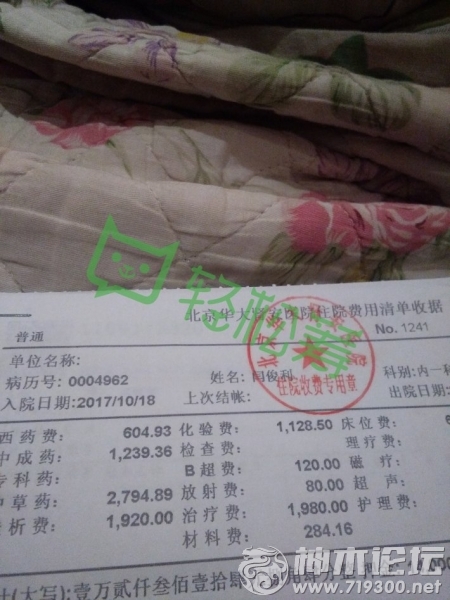 轻松筹
北京华大肾安医院住院费用清单收据
普通 No. 1241
单位名称:
病历号: 0004962 姓名: 闫俊利 科别:内一科
入院日期:2017/10/18 上次结帐: 出院日期:
住院收费专用章
西药费: 604.93 化验费: 1,128.50 床位费:
中成药: 1,239.36 检查费: 理疗费:
专科药: B超费: 120.00 磁疗:
中草药: 2,794.89 放射费: 80.00 超声:
析费: 1,920.00 治疗费: 1,980.00 护理费:
材料费: 284.16
(大写):壹万贰仟叁佰壹拾肆
柚木论坛
www.719300.net